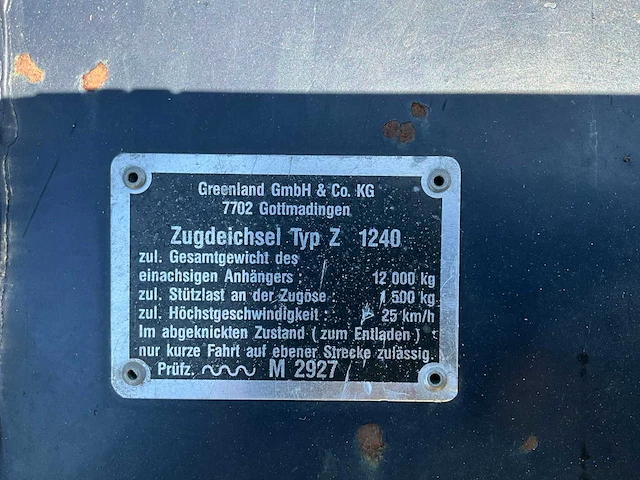 Greenland GmbH & Co. KG
7702 Gottmadingen
Zugdeichsel Typ Z 1240
zul. Gesamtgewicht des
einachsigen Anhängers : 12 000 kg
zul. Stützlast an der Zugöse : 1 500 kg
zul. Höchstgeschwindigkeit : 25 km/h
Im abgeknickten Zustand ( zum Entladen )
nur kurze Fahrt auf ebener Strecke zulässig.
Prüfz. M 2927